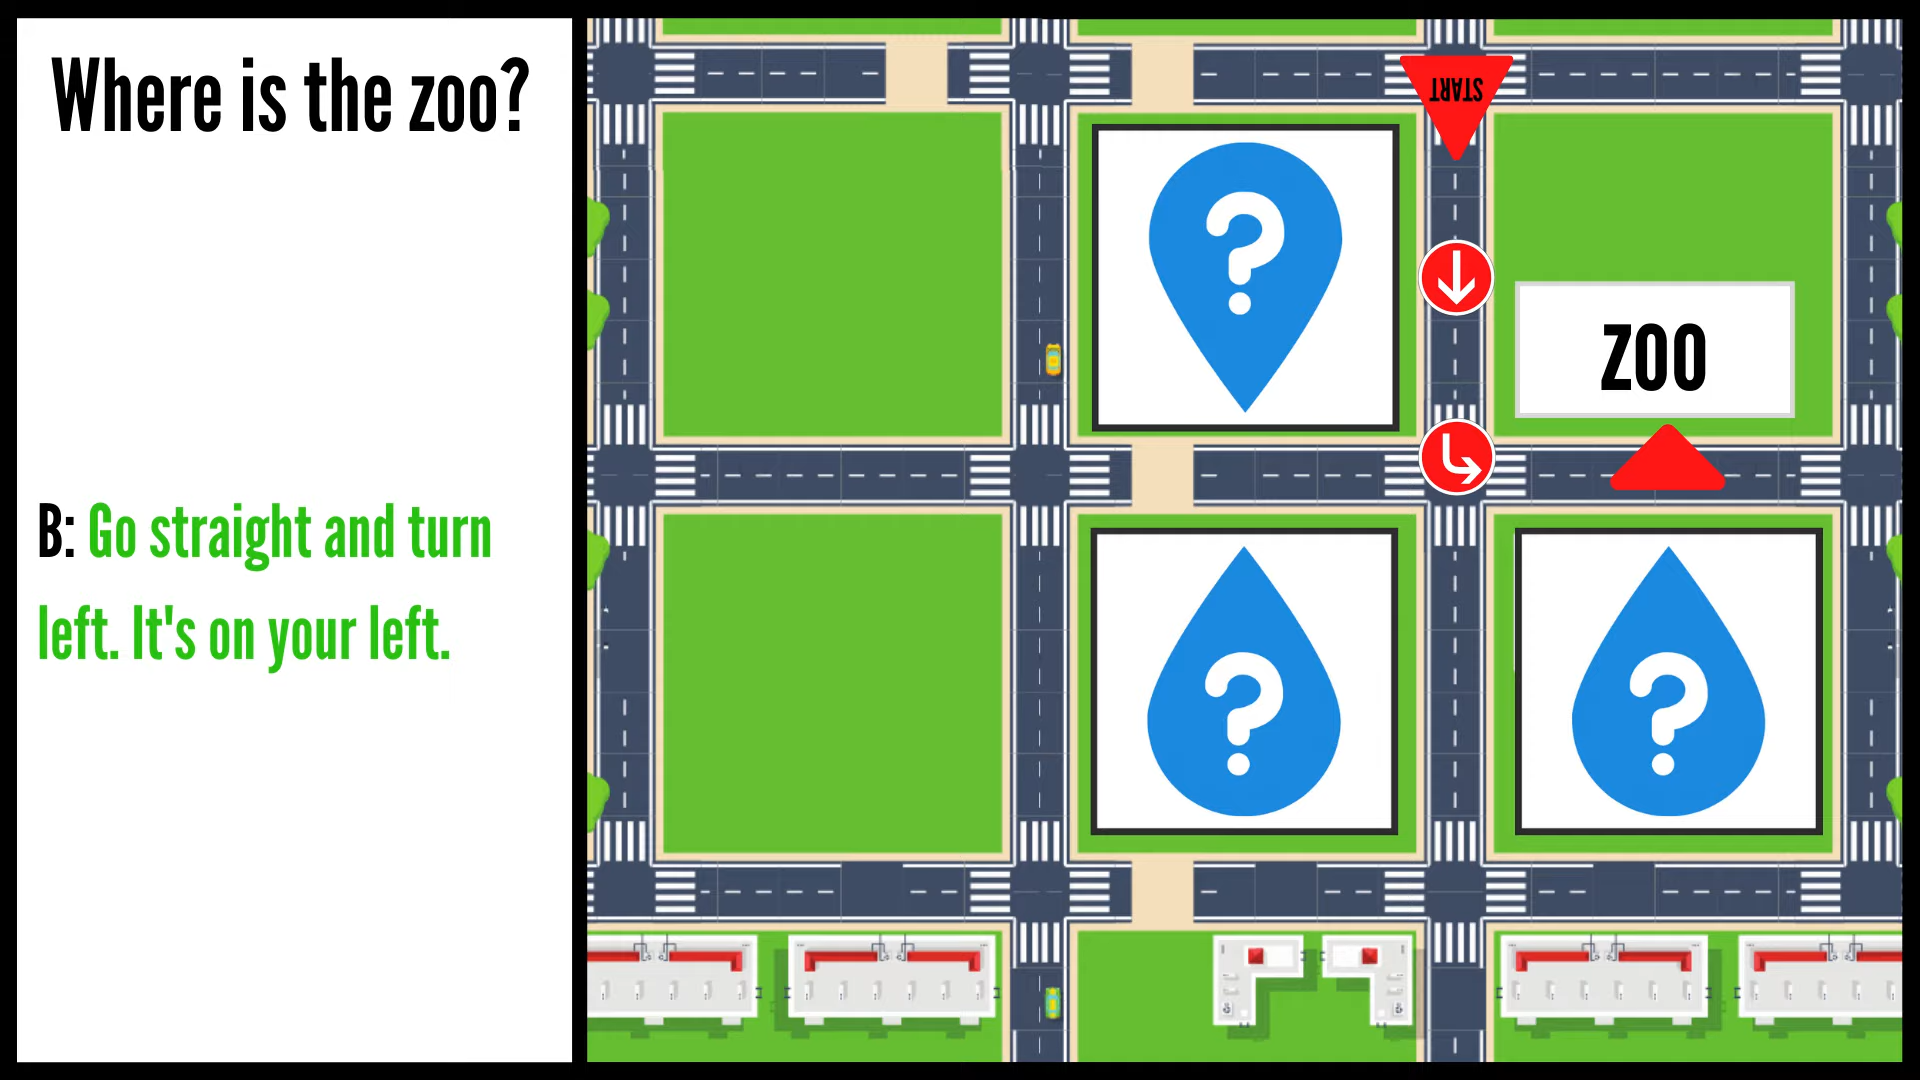 Where is the zoo?
B: Go straight and turn
left. It's on your left.
START
?
ZOO
?
?